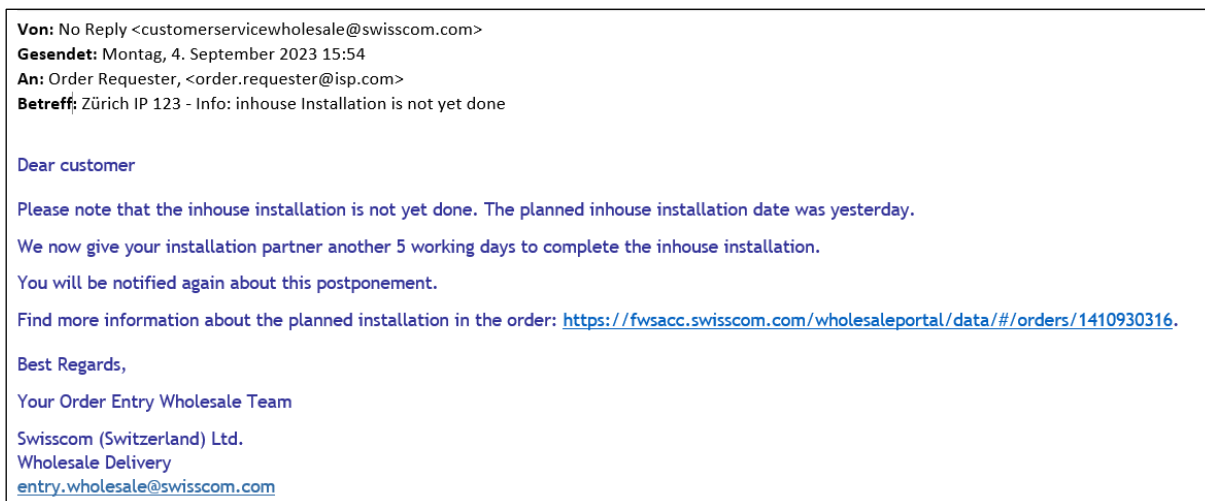 Von: No Reply <customerservicewholesale@swisscom.com>
Gesendet: Montag, 4. September 2023 15:54
An: Order Requester, <order.requester@isp.com>
Betreff: Zürich IP 123 - Info: inhouse Installation is not yet done
Dear customer
Please note that the inhouse installation is not yet done. The planned inhouse installation date was yesterday.
We now give your installation partner another 5 working days to complete the inhouse installation.
You will be notified again about this postponement.
Find more information about the planned installation in the order: https://fwsacc.swisscom.com/wholesaleportal/data/#/orders/1410930316.
Best Regards,
Your Order Entry Wholesale Team
Swisscom (Switzerland) Ltd.
Wholesale Delivery
entry.wholesale@swisscom.com